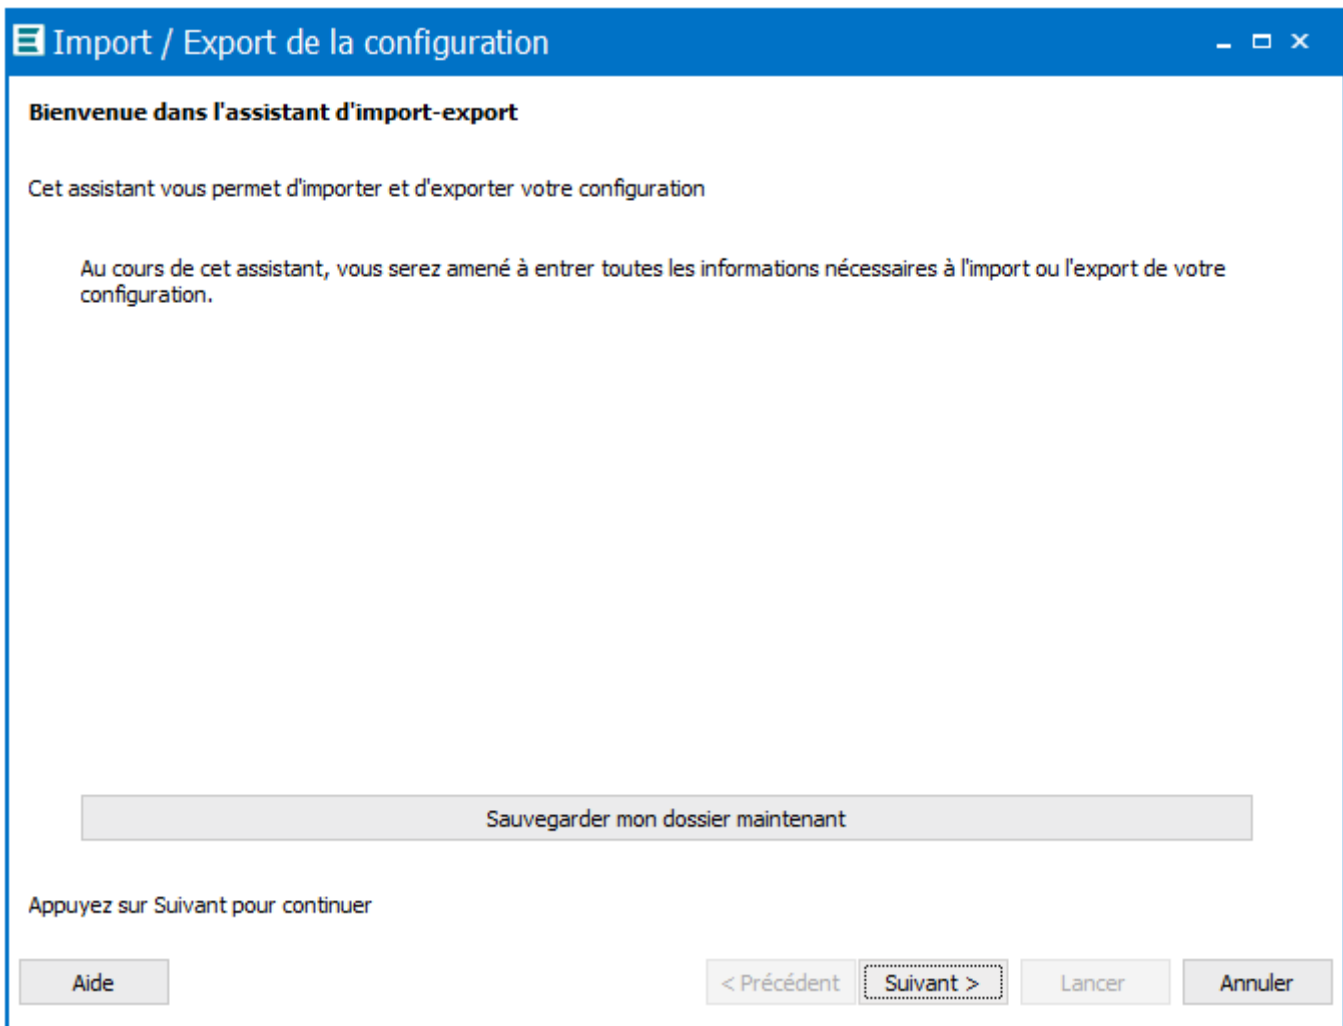 Import / Export de la configuration
Bienvenue dans l'assistant d'import-export
Cet assistant vous permet d'importer et d'exporter votre configuration
Au cours de cet assistant, vous serez amené à entrer toutes les informations nécessaires à l'import ou l'export de votre
configuration.
Sauvegarder mon dossier maintenant
Appuyez sur Suivant pour continuer
Aide
< Précédent
Suivant >
Lancer
Annuler